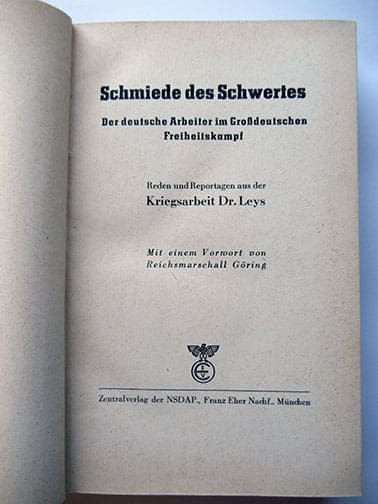 Schmiede des Schwertes
Der deutsche Arbeiter im Großdeutschen
Freiheitskampf
Reden und Reportagen aus der
Kriegsarbeit Dr. Leys
Mit einem Vorwort von
Reichsmarschall Göring
Zentralverlag der NSDAP., Franz Eher Nachf., München